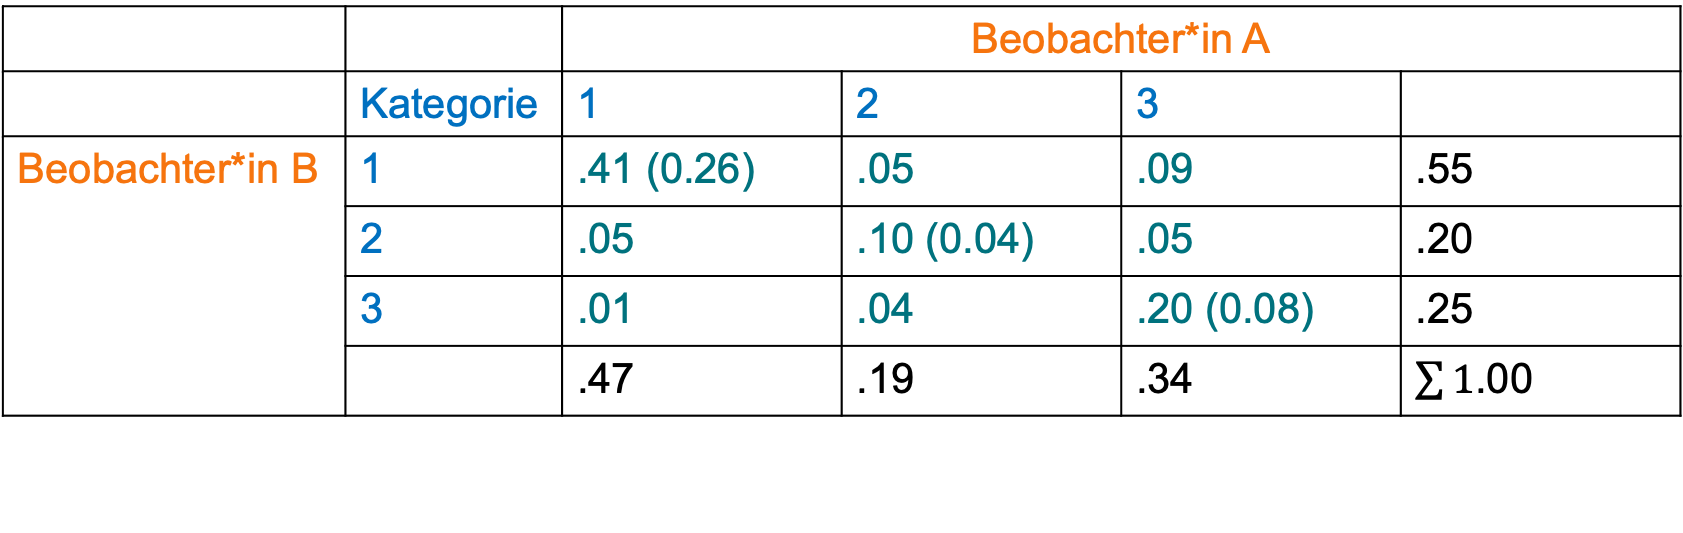 Beobachter*in A
Kategorie 1 2 3
Beobachter*in B 1 .41 (0.26) .05 .09 .55
2 .05 .10 (0.04) .05 .20
3 .01 .04 .20 (0.08) .25
.47 .19 .34 ∑ 1.00